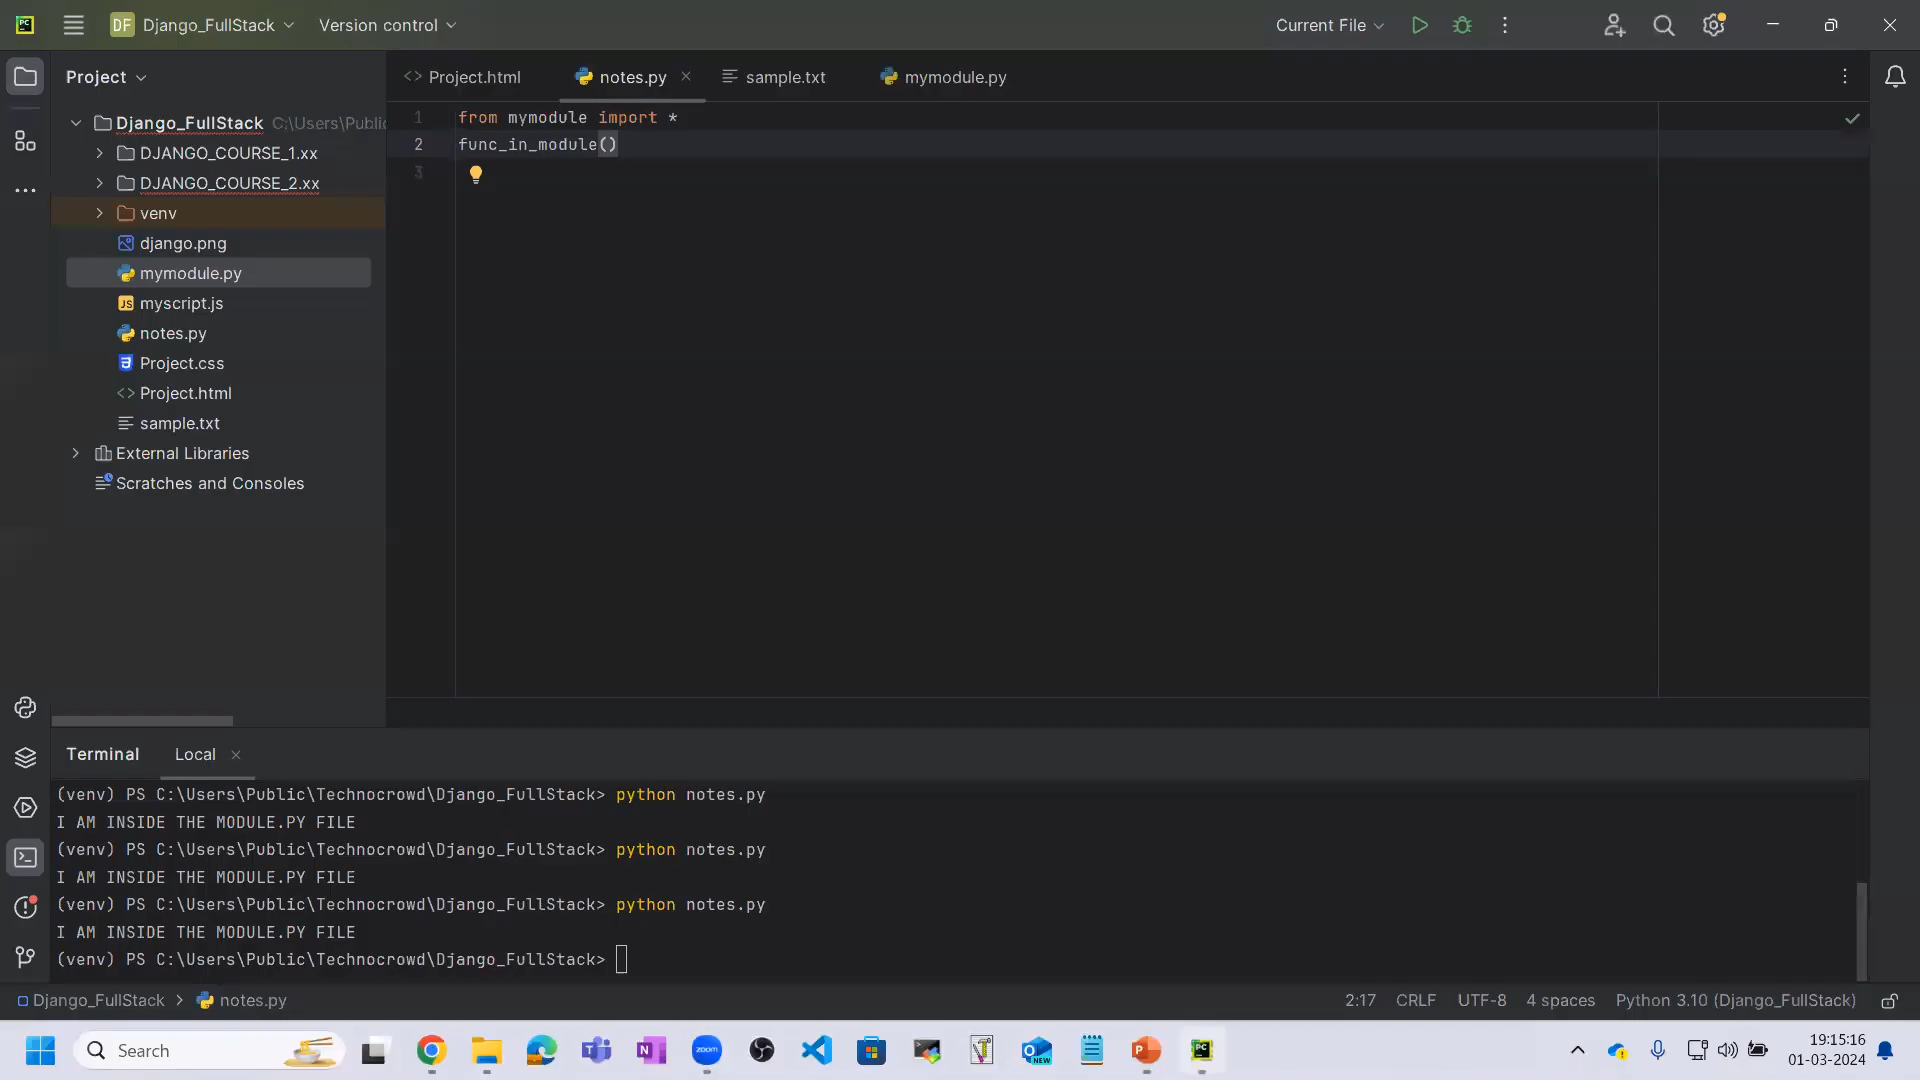 DF Django_FullStack Version control Current File
Project
Project.html notes.py sample.txt mymodule.py
Django_FullStack C:\Users\Public
DJANGO_COURSE_1.xx
DJANGO_COURSE_2.xx
venv
django.png
mymodule.py
myscript.js
notes.py
Project.css
Project.html
sample.txt
External Libraries
Scratches and Consoles
1 from mymodule import *
2 func_in_module()
3
Terminal Local
(venv) PS C:\Users\Public\Technocrowd\Django_FullStack> python notes.py
I AM INSIDE THE MODULE.PY FILE
(venv) PS C:\Users\Public\Technocrowd\Django_FullStack> python notes.py
I AM INSIDE THE MODULE.PY FILE
(venv) PS C:\Users\Public\Technocrowd\Django_FullStack> python notes.py
I AM INSIDE THE MODULE.PY FILE
(venv) PS C:\Users\Public\Technocrowd\Django_FullStack>
Django_FullStack > notes.py 2:17 CRLF UTF-8 4 spaces Python 3.10 (Django_FullStack)
Search zoom NEW 19:15:16
01-03-2024